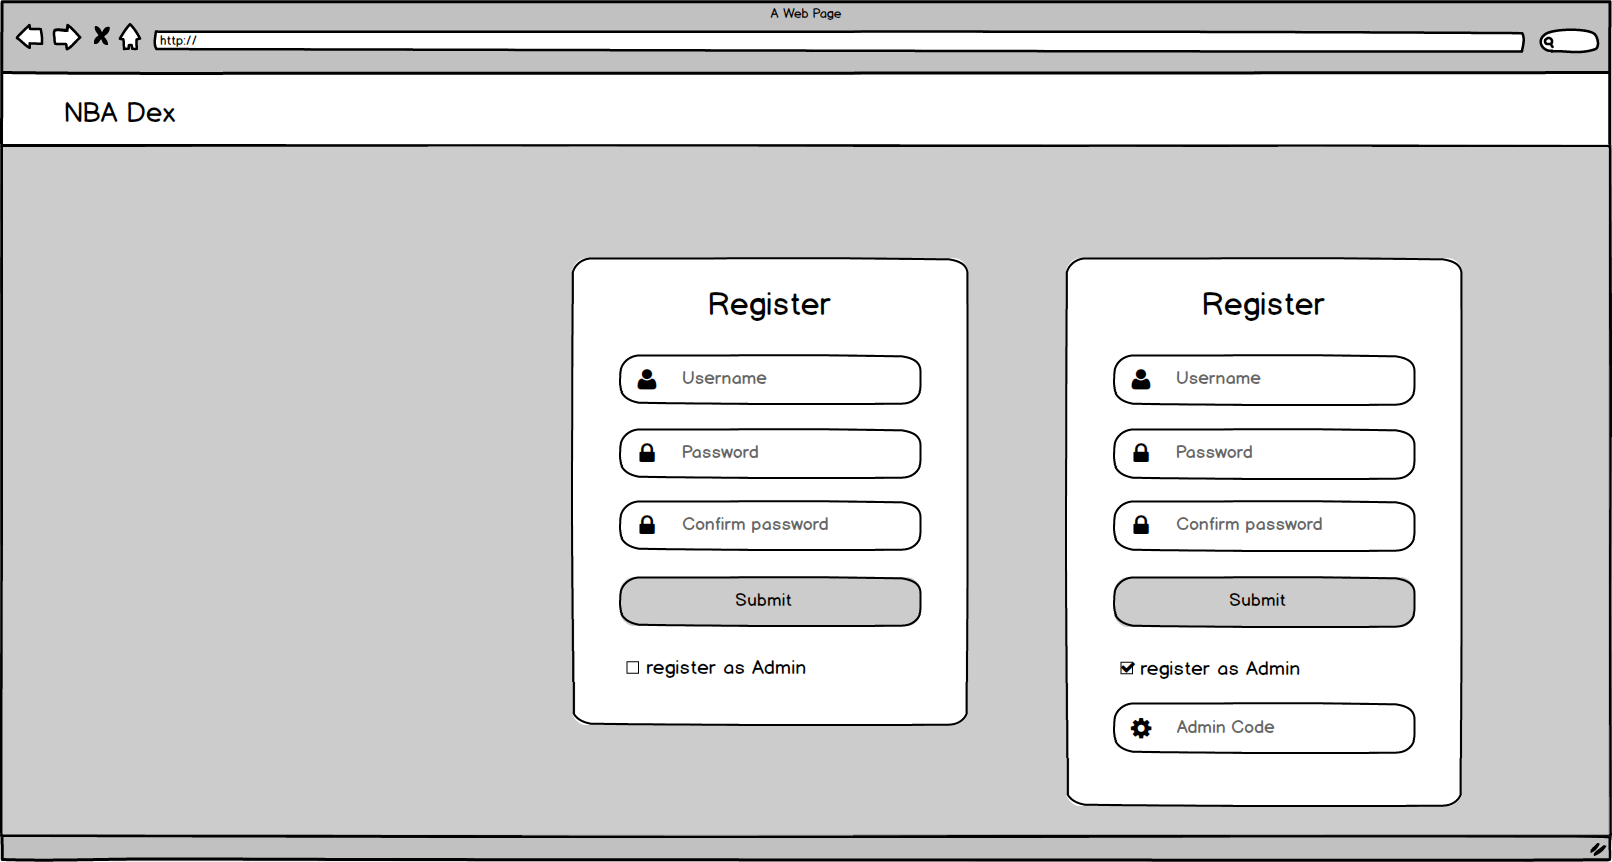 A Web Page
http://
NBA Dex
Register
Username
Password
Confirm password
Submit
register as Admin
Register
Username
Password
Confirm password
Submit
register as Admin
Admin Code